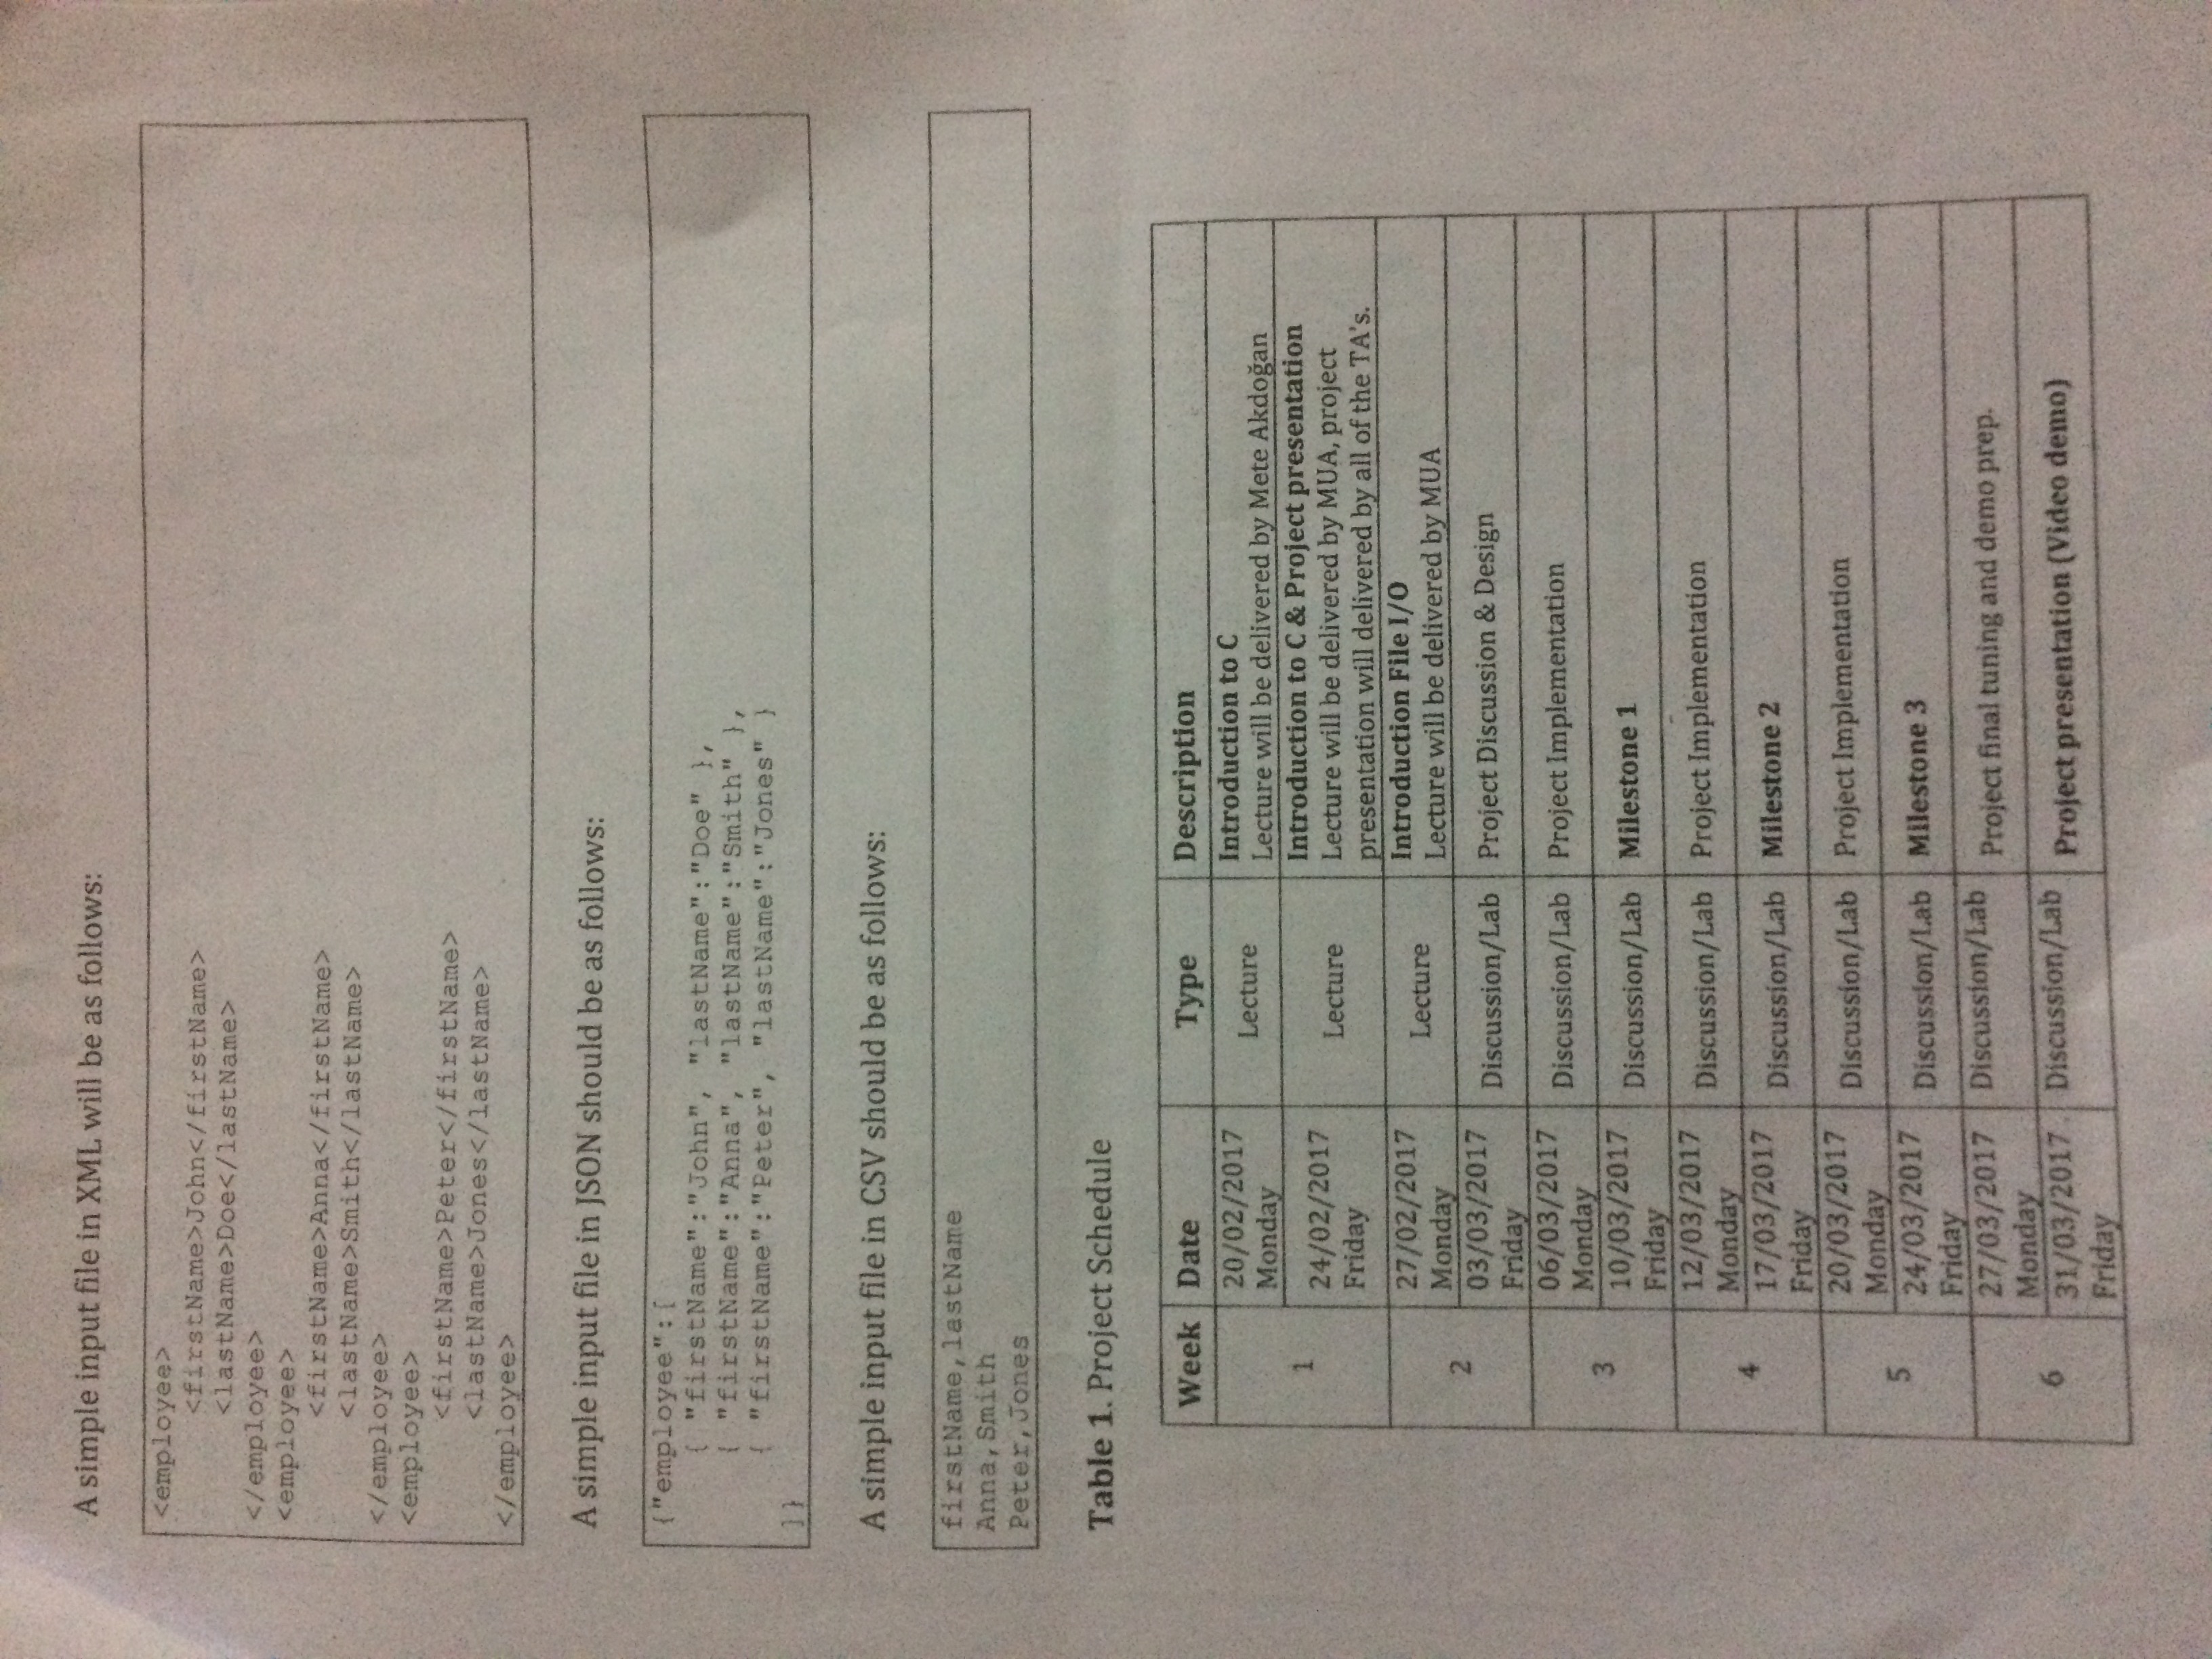 A simple input file in XML will be as follows:
<employee>
<firstName>John</firstName>
<lastName>Doe</lastName>
</employee>
<employee>
<firstName>Anna</firstName>
<lastName>Smith</lastName>
</employee>
<employee>
<firstName>Peter</firstName>
<lastName>Jones</lastName>
</employee>
A simple input file in JSON should be as follows:
{"employee":[
{ "firstName":"John", "lastName":"Doe" },
{ "firstName":"Anna", "lastName":"Smith" },
{ "firstName":"Peter", "lastName":"Jones" }
]}
A simple input file in CSV should be as follows:
firstName,lastName
Anna,Smith
Peter,Jones
Table 1. Project Schedule
Week Date Type Description
1
20/02/2017
Monday
Lecture
Introduction to C
Lecture will be delivered by Mete Akdoğan
24/02/2017
Friday
Lecture
Introduction to C & Project presentation
Lecture will be delivered by MUA, project
presentation will delivered by all of the TA's.
2
27/02/2017
Monday
Lecture
Introduction File I/O
Lecture will be delivered by MUA
03/03/2017
Friday
Discussion/Lab
Project Discussion & Design
3
06/03/2017
Monday
Discussion/Lab
Project Implementation
10/03/2017
Friday
Discussion/Lab
Milestone 1
4
12/03/2017
Monday
Discussion/Lab
Project Implementation
17/03/2017
Friday
Discussion/Lab
Milestone 2
5
20/03/2017
Monday
Discussion/Lab
Project Implementation
24/03/2017
Friday
Discussion/Lab
Milestone 3
6
27/03/2017
Monday
Discussion/Lab
Project final tuning and demo prep.
31/03/2017
Friday
Discussion/Lab
Project presentation (Video demo)